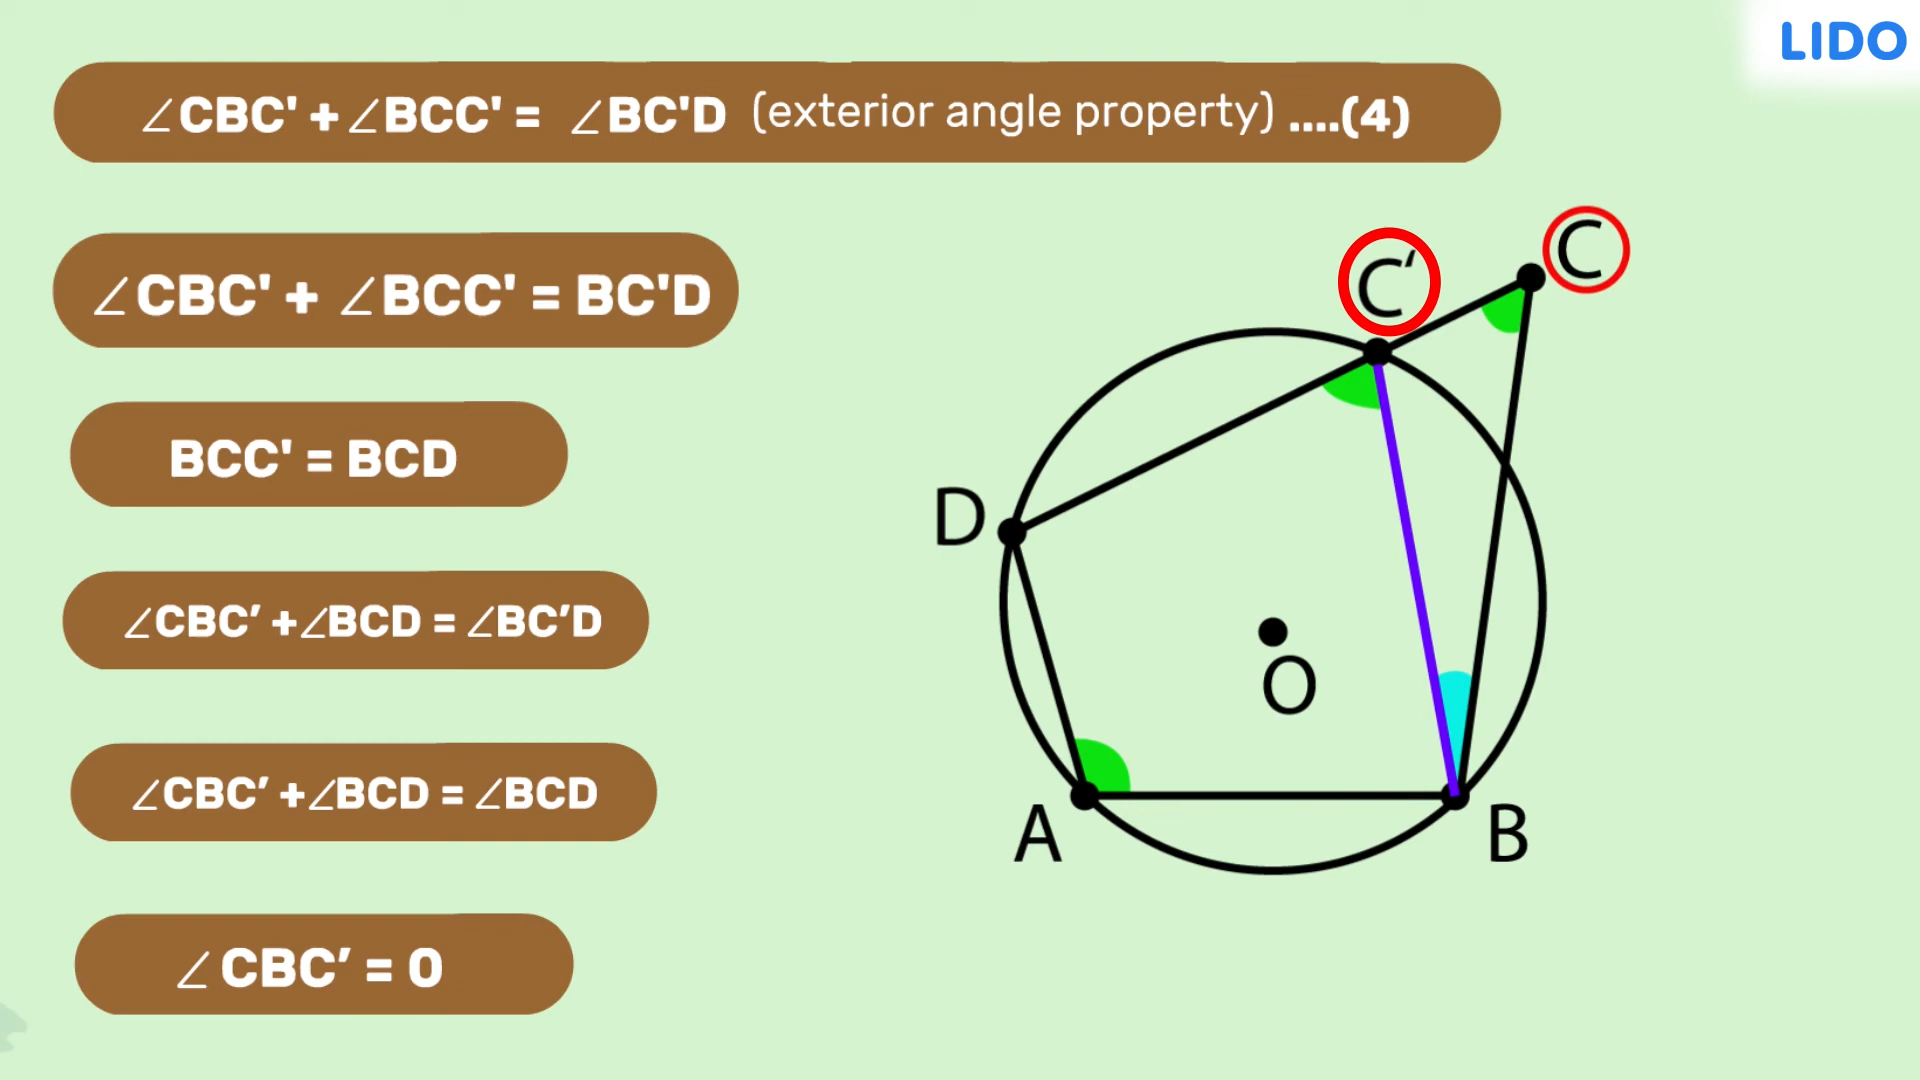 LIDO
∠CBC' + ∠BCC' = ∠BC'D (exterior angle property) ....(4)
∠CBC' + ∠BCC' = BC'D
BCC' = BCD
∠CBC′ +∠BCD = ∠BC′D
∠CBC′ +∠BCD = ∠BCD
∠CBC′ = 0
C
C′
D
O
A
B